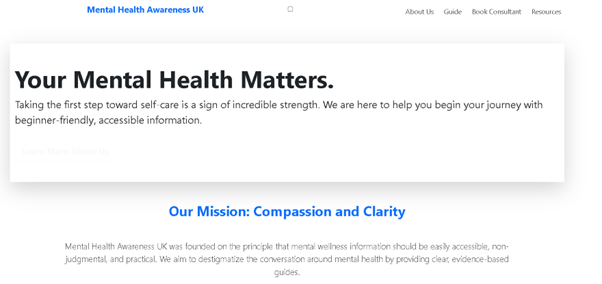 Mental Health Awareness UK
About Us Guide Book Consultant Resources
Your Mental Health Matters.
Taking the first step toward self-care is a sign of incredible strength. We are here to help you begin your journey with
beginner-friendly, accessible information.
Our Mission: Compassion and Clarity
Mental Health Awareness UK was founded on the principle that mental wellness information should be easily accessible, non-
judgmental, and practical. We aim to destigmatize the conversation around mental health by providing clear, evidence-based
guides.